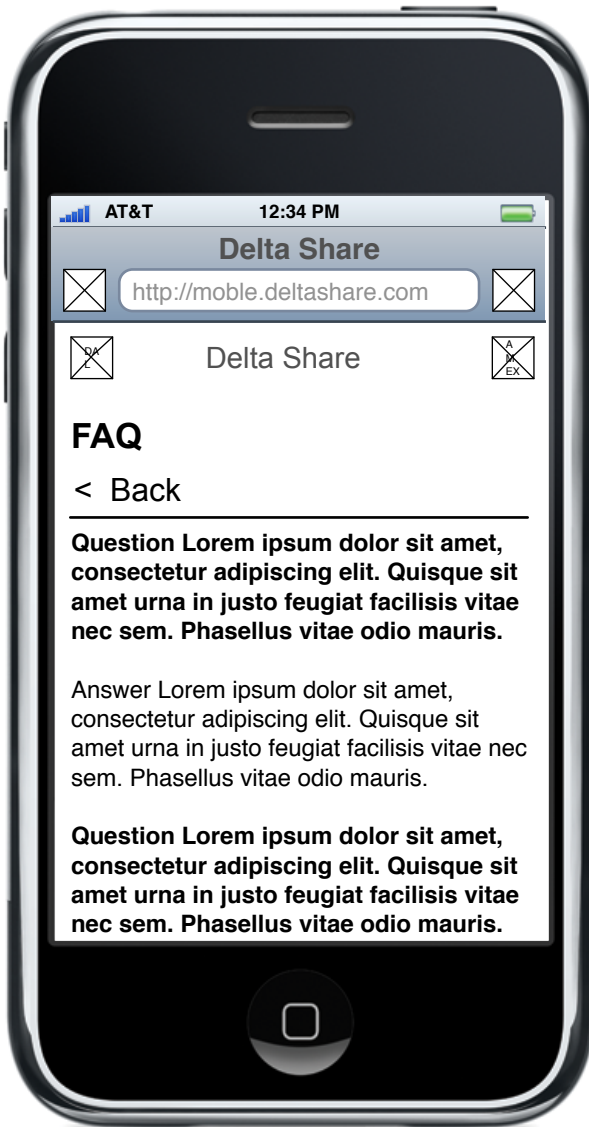 AT&T 12:34 PM
Delta Share
http://moble.deltashare.com
DA
L
Delta Share
A
M
EX
FAQ
< Back
Question Lorem ipsum dolor sit amet,
consectetur adipiscing elit. Quisque sit
amet urna in justo feugiat facilisis vitae
nec sem. Phasellus vitae odio mauris.
Answer Lorem ipsum dolor sit amet,
consectetur adipiscing elit. Quisque sit
amet urna in justo feugiat facilisis vitae nec
sem. Phasellus vitae odio mauris.
Question Lorem ipsum dolor sit amet,
consectetur adipiscing elit. Quisque sit
amet urna in justo feugiat facilisis vitae
nec sem. Phasellus vitae odio mauris.